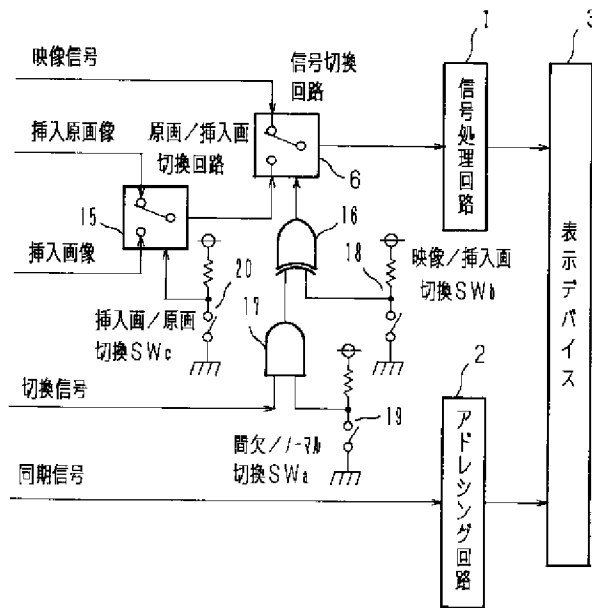 映像信号
信号切換
回路
1
信号処理回路
3
表示デバイス
挿入原画像
原画/挿入画
切換回路
6
15
16
挿入画像
20
18
映像/挿入画
切換SWb
17
挿入画/原画
切換SWc
切換信号
19
間欠/ノーマル
切換SWa
2
アドレシング回路
同期信号